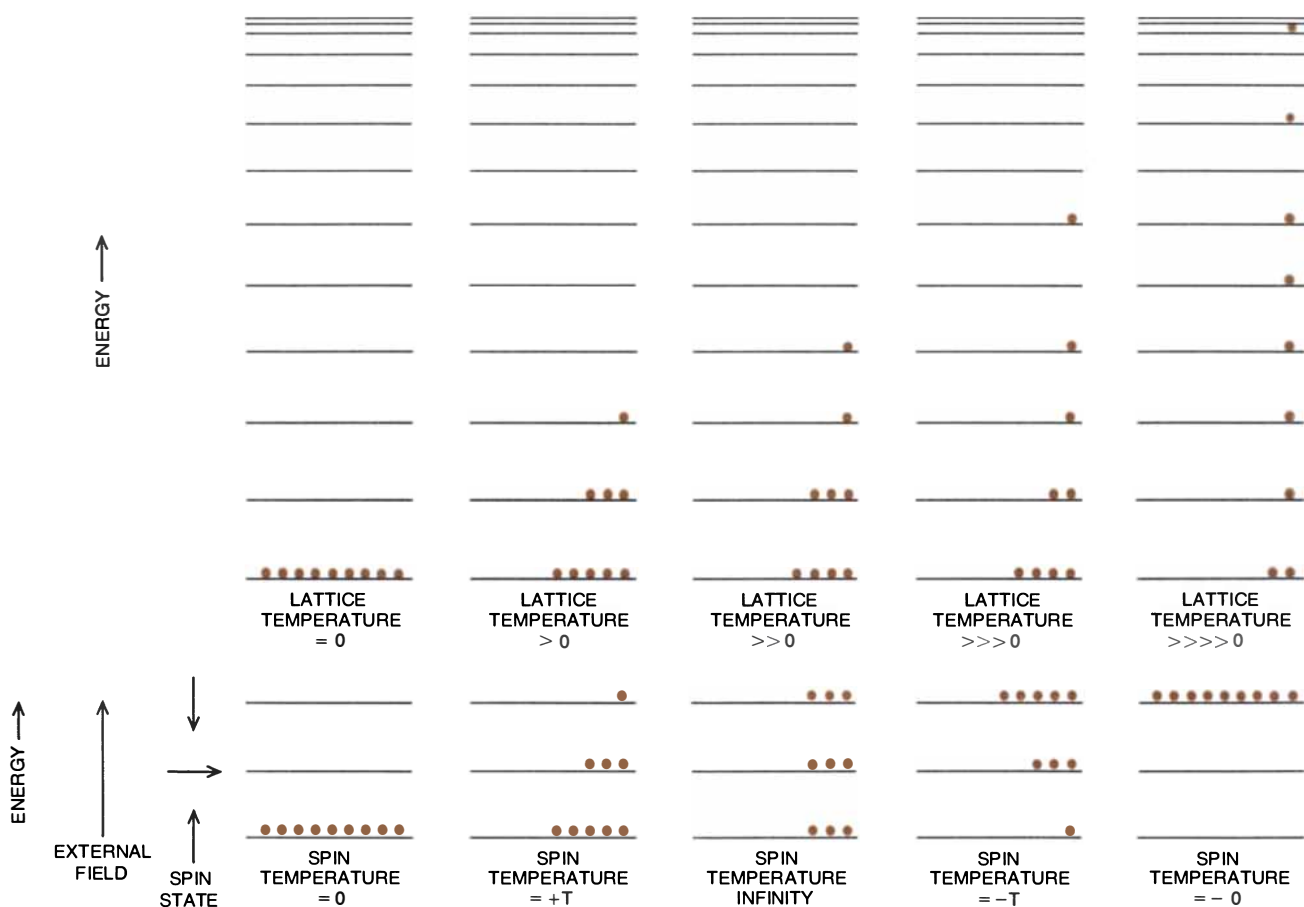 ENERGY
LATTICE
TEMPERATURE
= 0
LATTICE
TEMPERATURE
> 0
LATTICE
TEMPERATURE
>>0
LATTICE
TEMPERATURE
>>>0
LATTICE
TEMPERATURE
>>>>0
ENERGY
EXTERNAL
FIELD
SPIN
STATE
SPIN
TEMPERATURE
=0
SPIN
TEMPERATURE
=+T
SPIN
TEMPERATURE
INFINITY
SPIN
TEMPERATURE
=−T
SPIN
TEMPERATURE
=− 0